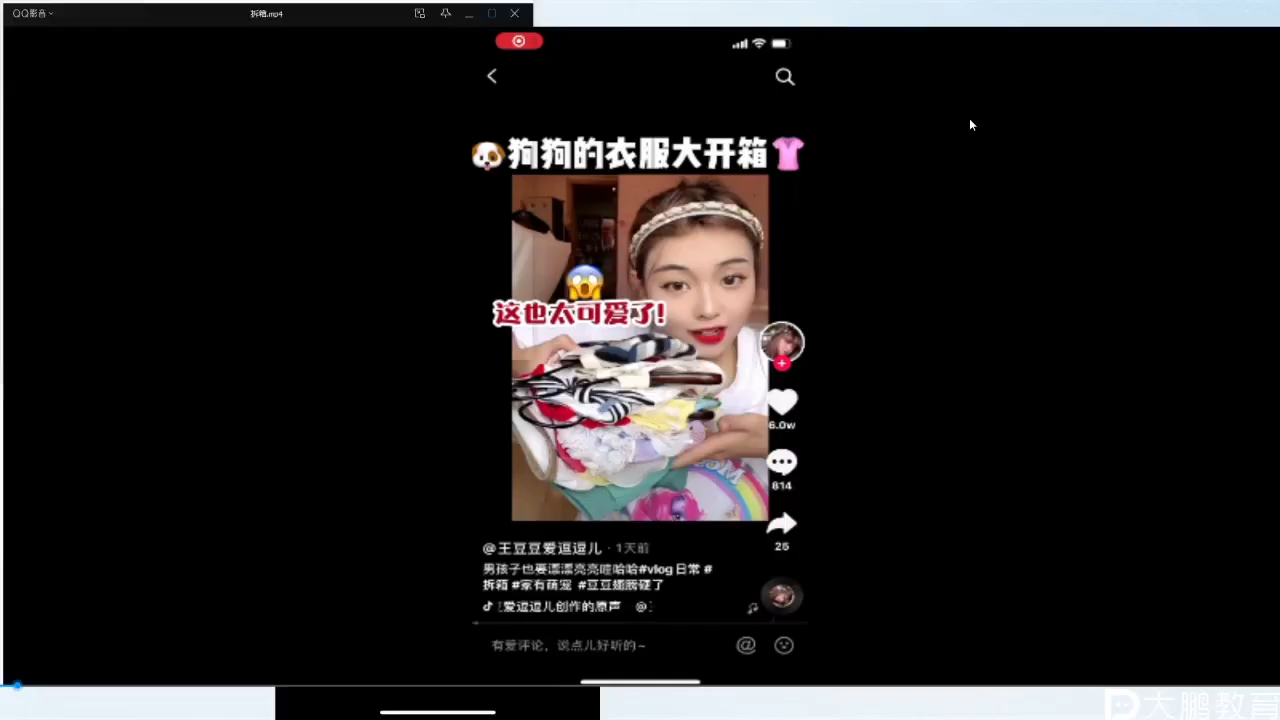 QQ影音
拆箱.mp4
狗狗的衣服大开箱
这也太可爱了!
6.0w
814
25
@王豆豆爱逗逗儿 · 1天前
男孩子也要漂漂亮亮哇哈哈#vlog日常 #
拆箱 #家有萌宠 #豆豆翅膀硬了
爱逗逗儿创作的原声 @
有爱评论，说点儿好听的~
大鹏教育